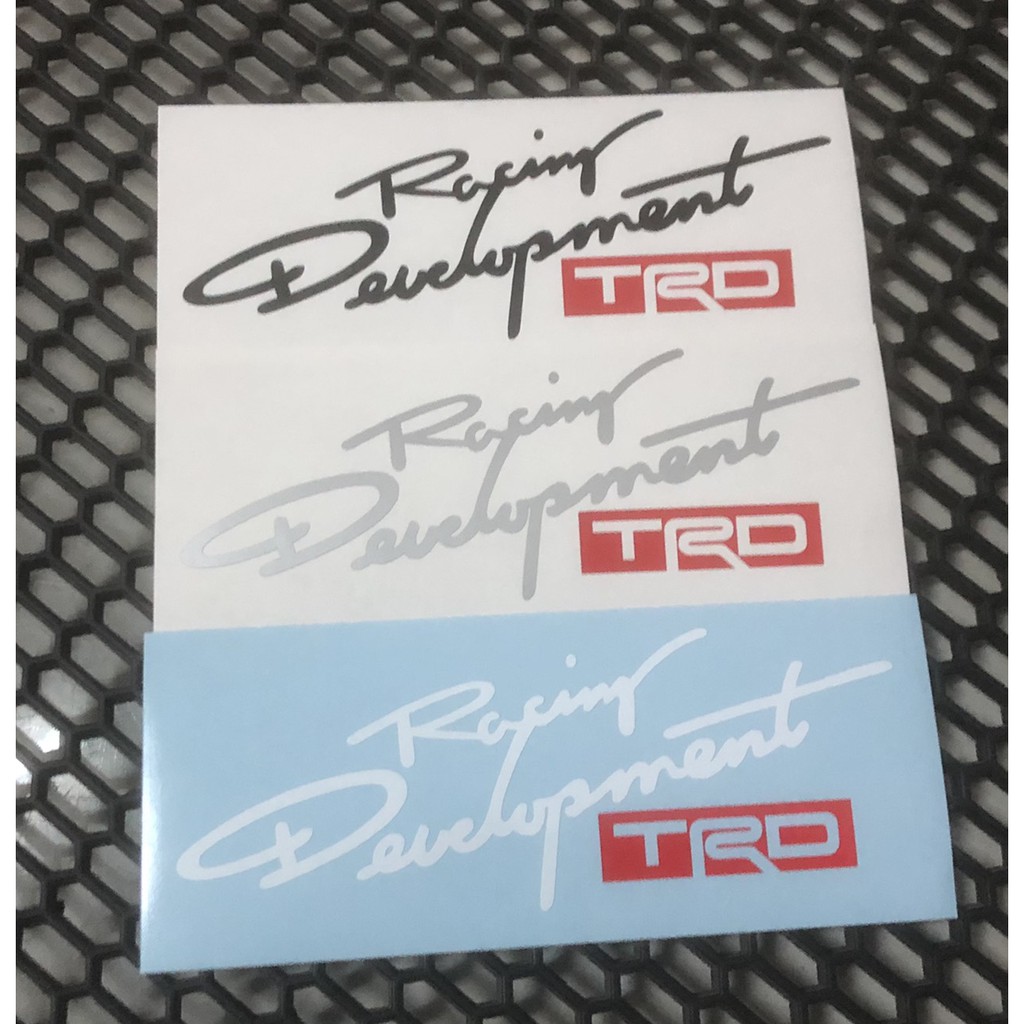 Racing
Development
TRD
Racing
Development
TRD
Racing
Development
TRD